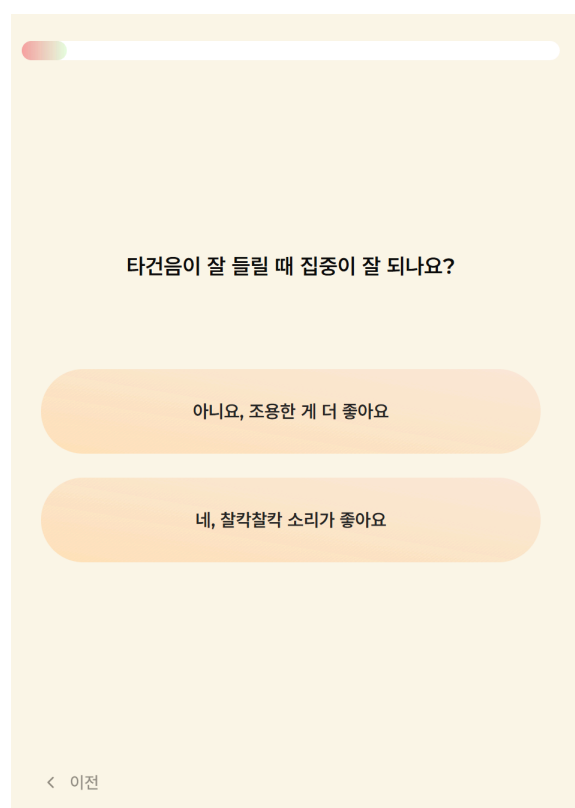 타건음이 잘 들릴 때 집중이 잘 되나요?
아니요, 조용한 게 더 좋아요
네, 찰칵찰칵 소리가 좋아요
이전